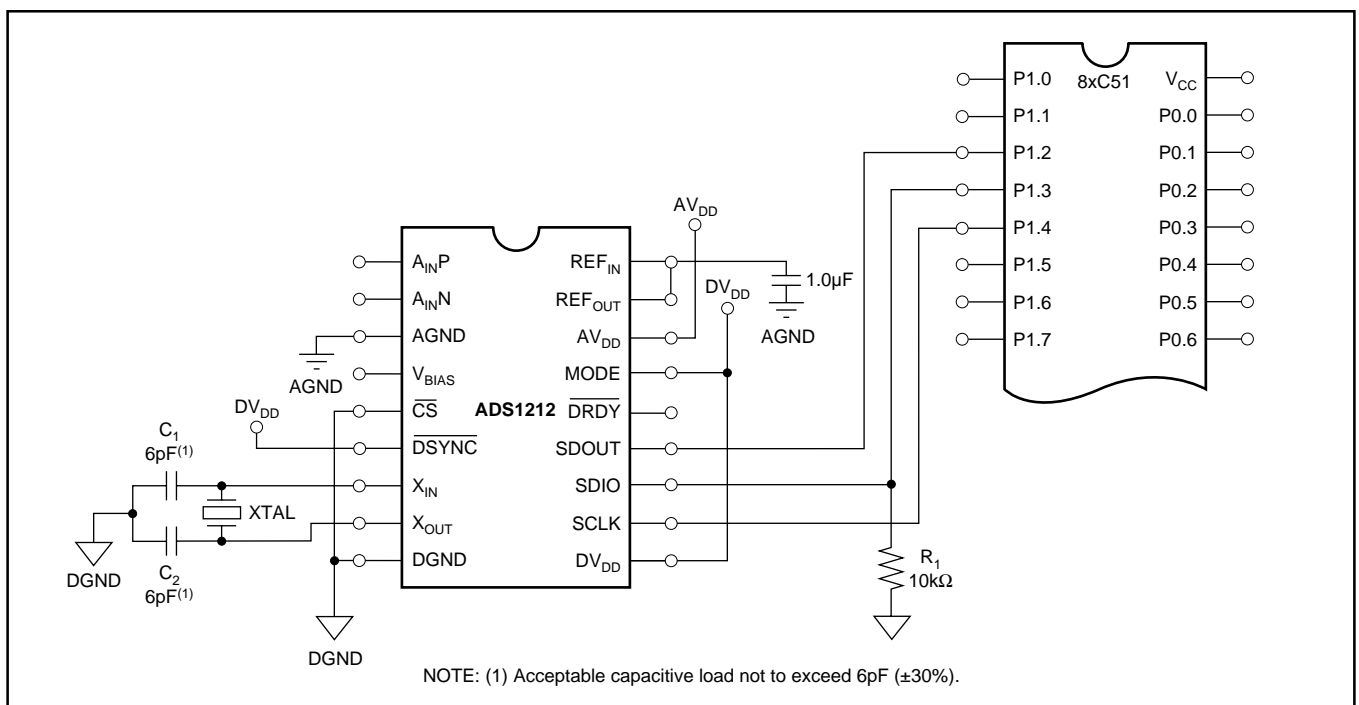 P1.0
8xC51
VCC
P1.1
P0.0
P1.2
P0.1
P1.3
P0.2
P1.4
P0.3
P1.5
P0.4
P1.6
P0.5
P1.7
P0.6
AVDD
AINP
REFIN
1.0µF
AINN
REFOUT
DVDD
AGND
AGND
AVDD
AGND
VBIAS
MODE
DVDD
CS
ADS1212
DRDY
C1
6pF(1)
DSYNC
SDOUT
XIN
SDIO
XTAL
XOUT
SCLK
DGND
C2
6pF(1)
DGND
DVDD
R1
10kΩ
DGND
NOTE: (1) Acceptable capacitive load not to exceed 6pF (±30%).